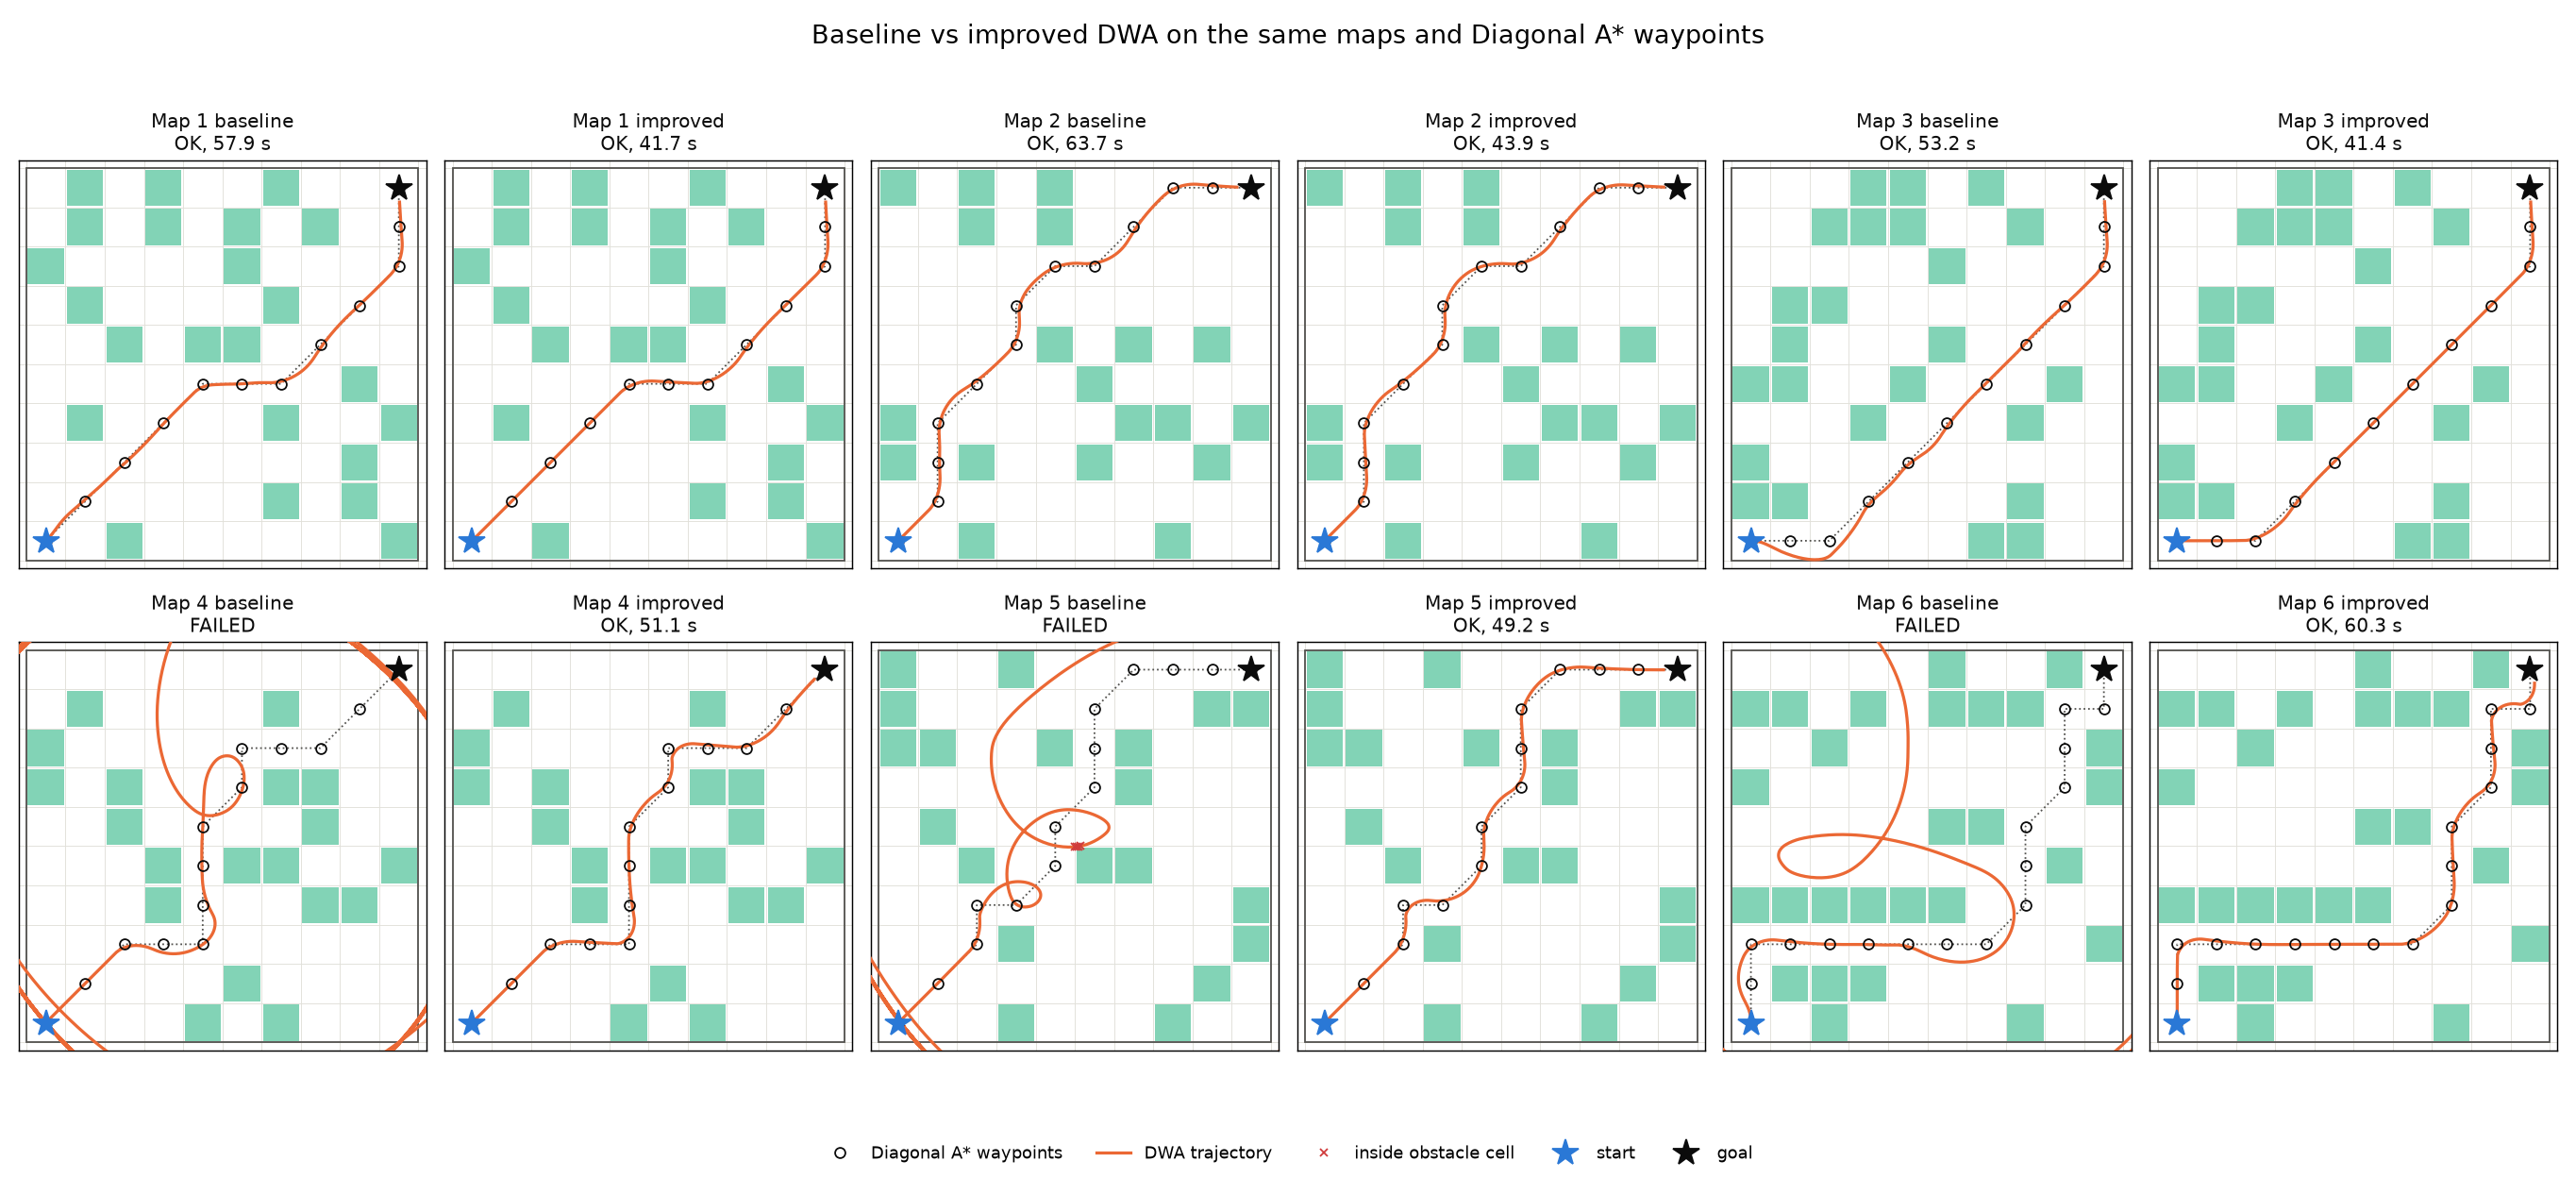 Baseline vs improved DWA on the same maps and Diagonal A* waypoints
Map 1 baseline
OK, 57.9 s
Map 1 improved
OK, 41.7 s
Map 2 baseline
OK, 63.7 s
Map 2 improved
OK, 43.9 s
Map 3 baseline
OK, 53.2 s
Map 3 improved
OK, 41.4 s
Map 4 baseline
FAILED
Map 4 improved
OK, 51.1 s
Map 5 baseline
FAILED
Map 5 improved
OK, 49.2 s
Map 6 baseline
FAILED
Map 6 improved
OK, 60.3 s
Diagonal A* waypoints
DWA trajectory
inside obstacle cell
start
goal